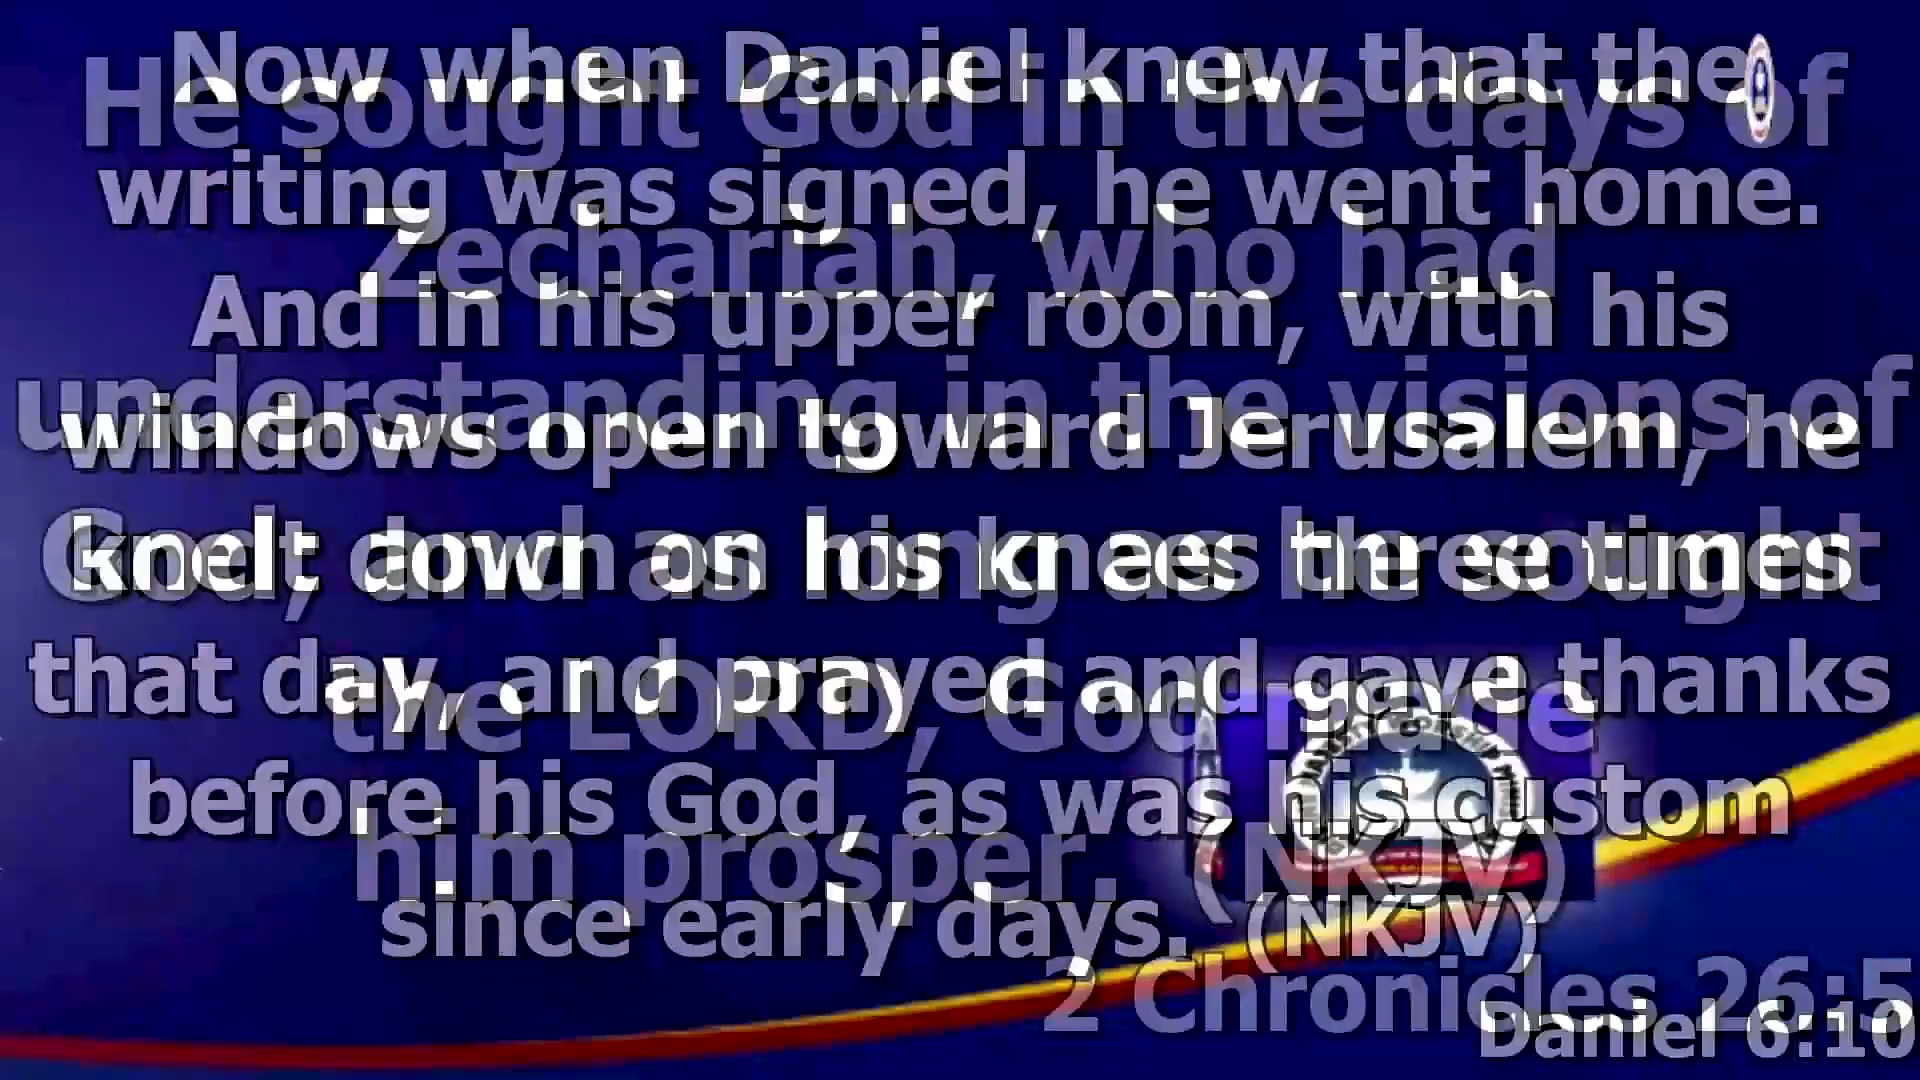 Now when Daniel knew that the
writing was signed, he went home.
And in his upper room, with his
windows open toward Jerusalem, he
knelt down on his knees three times
that day, and prayed and gave thanks
before his God, as was his custom
since early days. (NKJV)
Daniel 6:10
He sought God in the days of
Zechariah, who had
understanding in the visions of
God; and as long as he sought
the LORD, God made
him prosper. (NKJV)
2 Chronicles 26:5